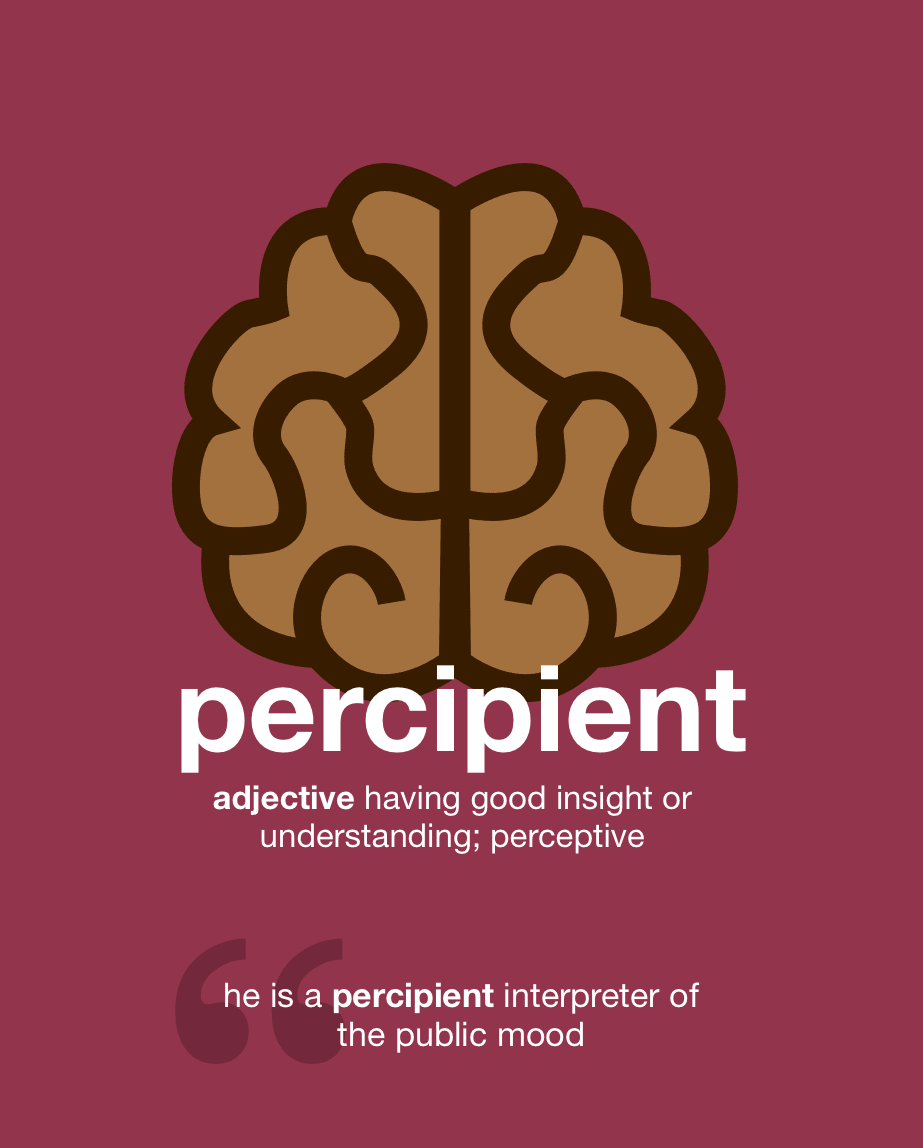 percipient
adjective having good insight or
understanding; perceptive
“
he is a percipient interpreter of
the public mood